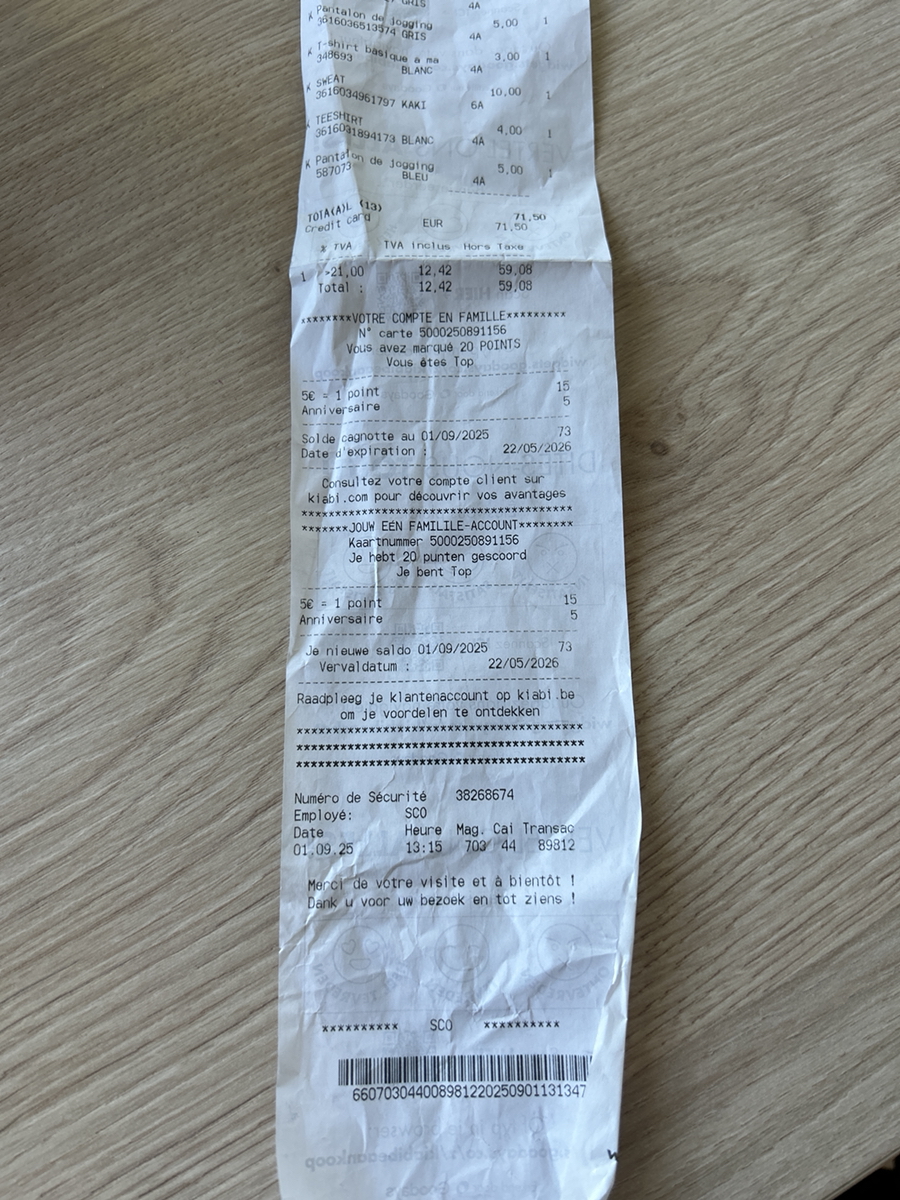 GRIS 4A
K Pantalon de jogging 5,00 1
3616036513574 GRIS 4A
K T-shirt basique à ma 3,00 1
348693 BLANC 4A
K SWEAT 10,00 1
3616034961797 KAKI 6A
K TEESHIRT 4,00 1
3616031894173 BLANC 4A
K Pantalon de jogging 5,00 1
587073 BLEU 4A
TOTA(A)L (13) 71,50
Credit card EUR 71,50
% TVA TVA inclus Hors Taxe
1 >21,00 12,42 59,08
Total : 12,42 59,08
********VOTRE COMPTE EN FAMILLE*********
N° carte 5000250891156
Vous avez marqué 20 POINTS
Vous êtes Top
5€ = 1 point 15
Anniversaire 5
Solde cagnotte au 01/09/2025 73
Date d'expiration : 22/05/2026
Consultez votre compte client sur
kiabi.com pour découvrir vos avantages
****************************************
*******JOUW EEN FAMILILE-ACCOUNT********
Kaartnummer 5000250891156
Je hebt 20 punten gescoord
Je bent Top
5€ = 1 point 15
Anniversaire 5
Je nieuwe saldo 01/09/2025 73
Vervaldatum : 22/05/2026
Raadpleeg je klantenaccount op kiabi.be
om je voordelen te ontdekken
****************************************
****************************************
****************************************
Numéro de Sécurité 38268674
Employé: SCO
Date Heure Mag. Cai Transac
01.09.25 13:15 703 44 89812
Merci de votre visite et à bientôt !
Dank u voor uw bezoek en tot ziens !
********** SCO **********
660703044008981220250901131347